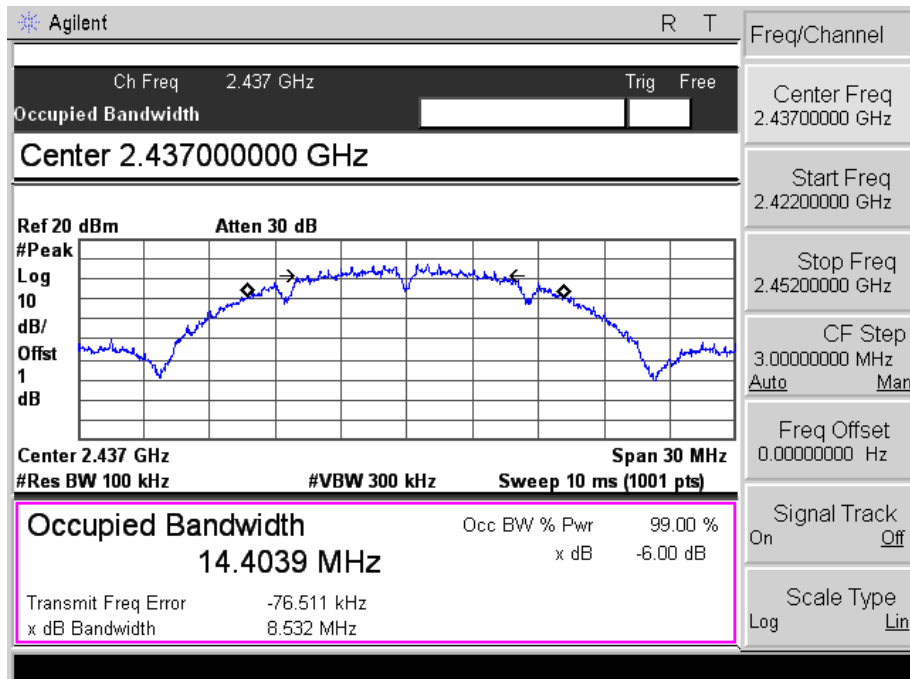 Agilent R T
Ch Freq 2.437 GHz Trig Free
Occupied Bandwidth
Center 2.437000000 GHz
Ref 20 dBm Atten 30 dB
#Peak
Log
10
dB/
Offst
1
dB
Center 2.437 GHz Span 30 MHz
#Res BW 100 kHz #VBW 300 kHz Sweep 10 ms (1001 pts)
Occupied Bandwidth
14.4039 MHz
Occ BW % Pwr 99.00 %
x dB -6.00 dB
Transmit Freq Error -76.511 kHz
x dB Bandwidth 8.532 MHz
Freq/Channel
Center Freq
2.43700000 GHz
Start Freq
2.42200000 GHz
Stop Freq
2.45200000 GHz
CF Step
3.00000000 MHz
Auto Man
Freq Offset
0.00000000 Hz
Signal Track
On Off
Scale Type
Log Lin